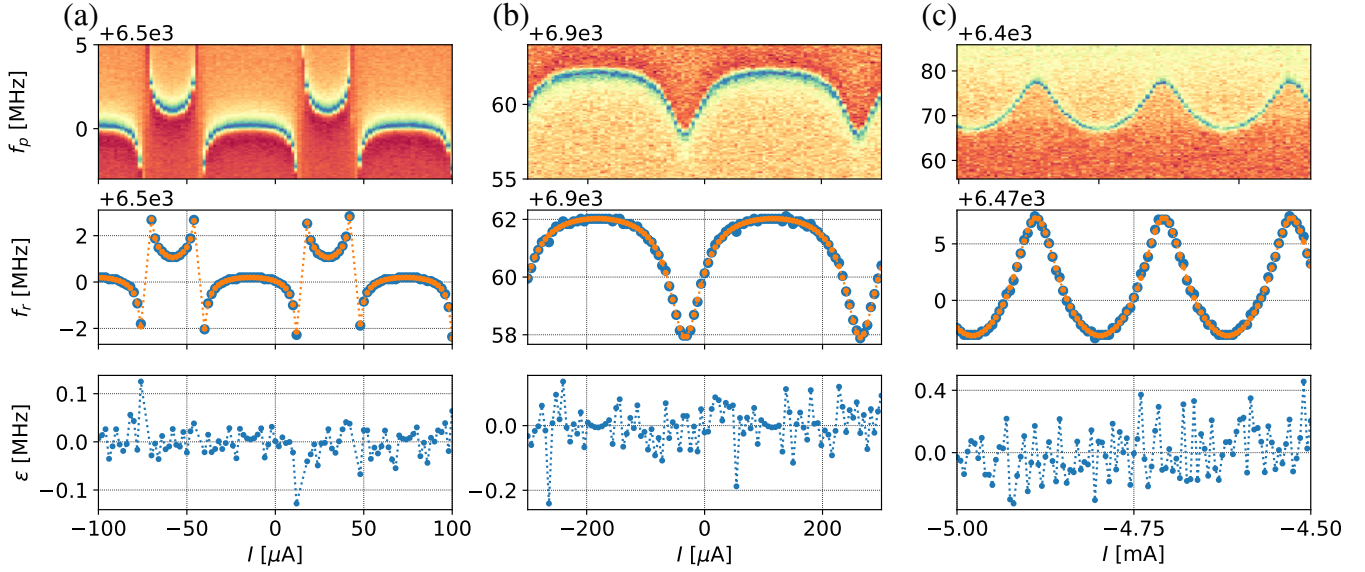 (a) (b) (c)
+6.5e3 +6.9e3 +6.4e3
f_p [MHz]
5
0
60
55
80
70
60
+6.5e3 +6.9e3 +6.47e3
f_r [MHz]
2
0
−2
62
60
58
5
0
ε [MHz]
0.1
0.0
−0.1
0.0
−0.2
0.4
0.0
−100 −50 0 50 100
−200 0 200
−5.00 −4.75 −4.50
I [μA] I [μA] I [mA]